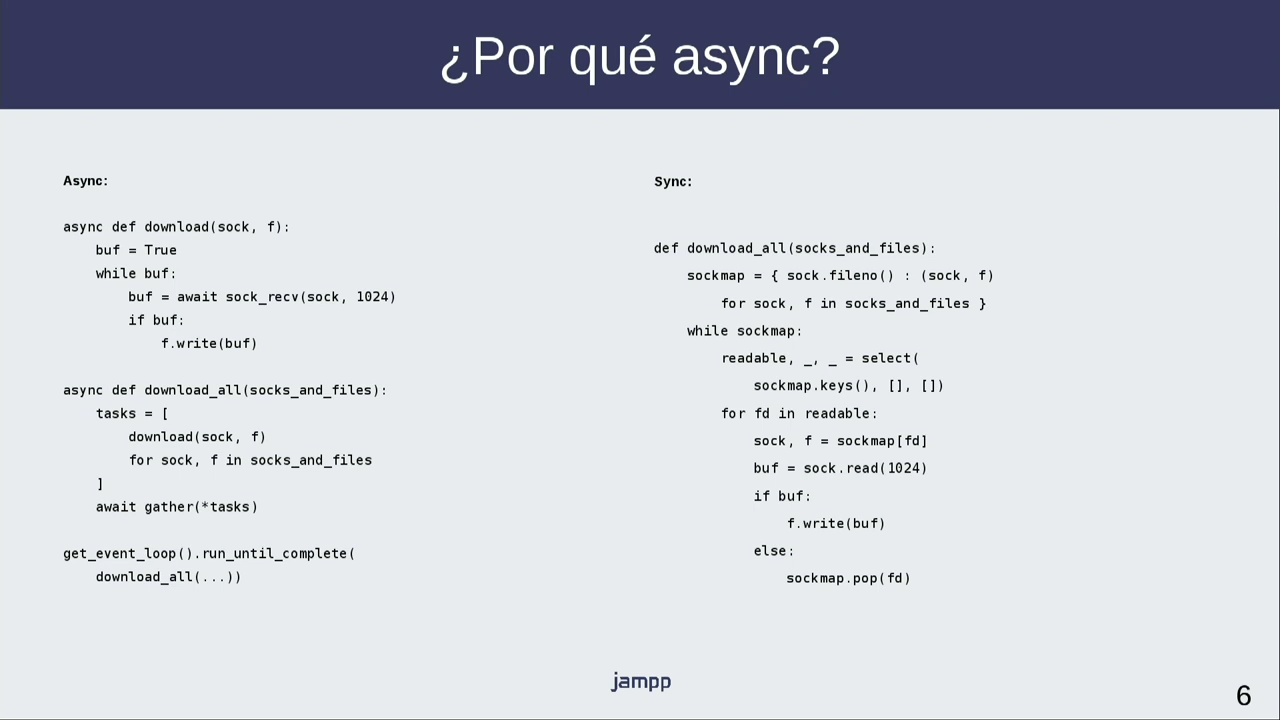 ¿Por qué async?
Async:
async def download(sock, f):
    buf = True
    while buf:
        buf = await sock_recv(sock, 1024)
        if buf:
            f.write(buf)
async def download_all(socks_and_files):
    tasks = [
        download(sock, f)
        for sock, f in socks_and_files
    ]
    await gather(*tasks)
get_event_loop().run_until_complete(
    download_all(...))
Sync:
def download_all(socks_and_files):
    sockmap = { sock.fileno() : (sock, f)
        for sock, f in socks_and_files }
    while sockmap:
        readable, _, _ = select(
            sockmap.keys(), [], [])
        for fd in readable:
            sock, f = sockmap[fd]
            buf = sock.read(1024)
            if buf:
                f.write(buf)
            else:
                sockmap.pop(fd)
jampp
6